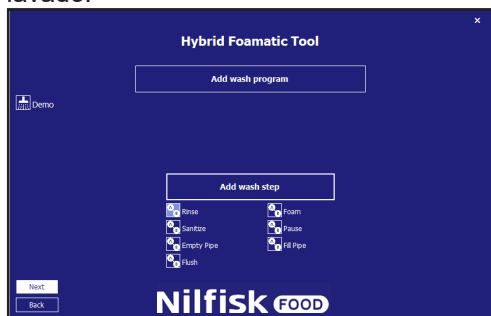 lavado.
×
Hybrid Foamatic Tool
Add wash program
Demo
Add wash step
Rinse
Foam
Sanitize
Pause
Empty Pipe
Fill Pipe
Flush
Next
Back
Nilfisk FOOD